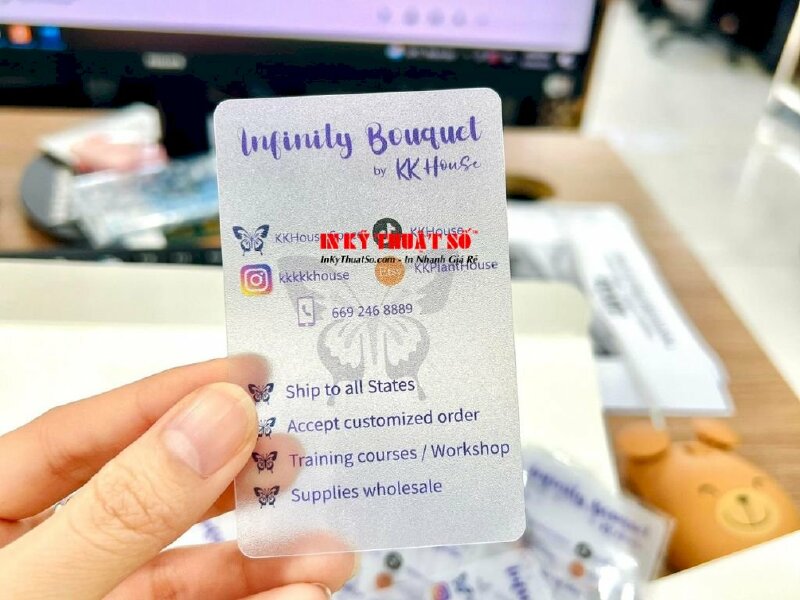 Infinity Bouquet
by KK House
KKHouse
KKHouse
IN KỸ THUẬT SỐ
InKyThuatSo.com - In Nhanh Giá Rẻ
kkkkkhouse
Etsy
KKPlantHouse
669 246 8889
Ship to all States
Accept customized order
Training courses / Workshop
Supplies wholesale